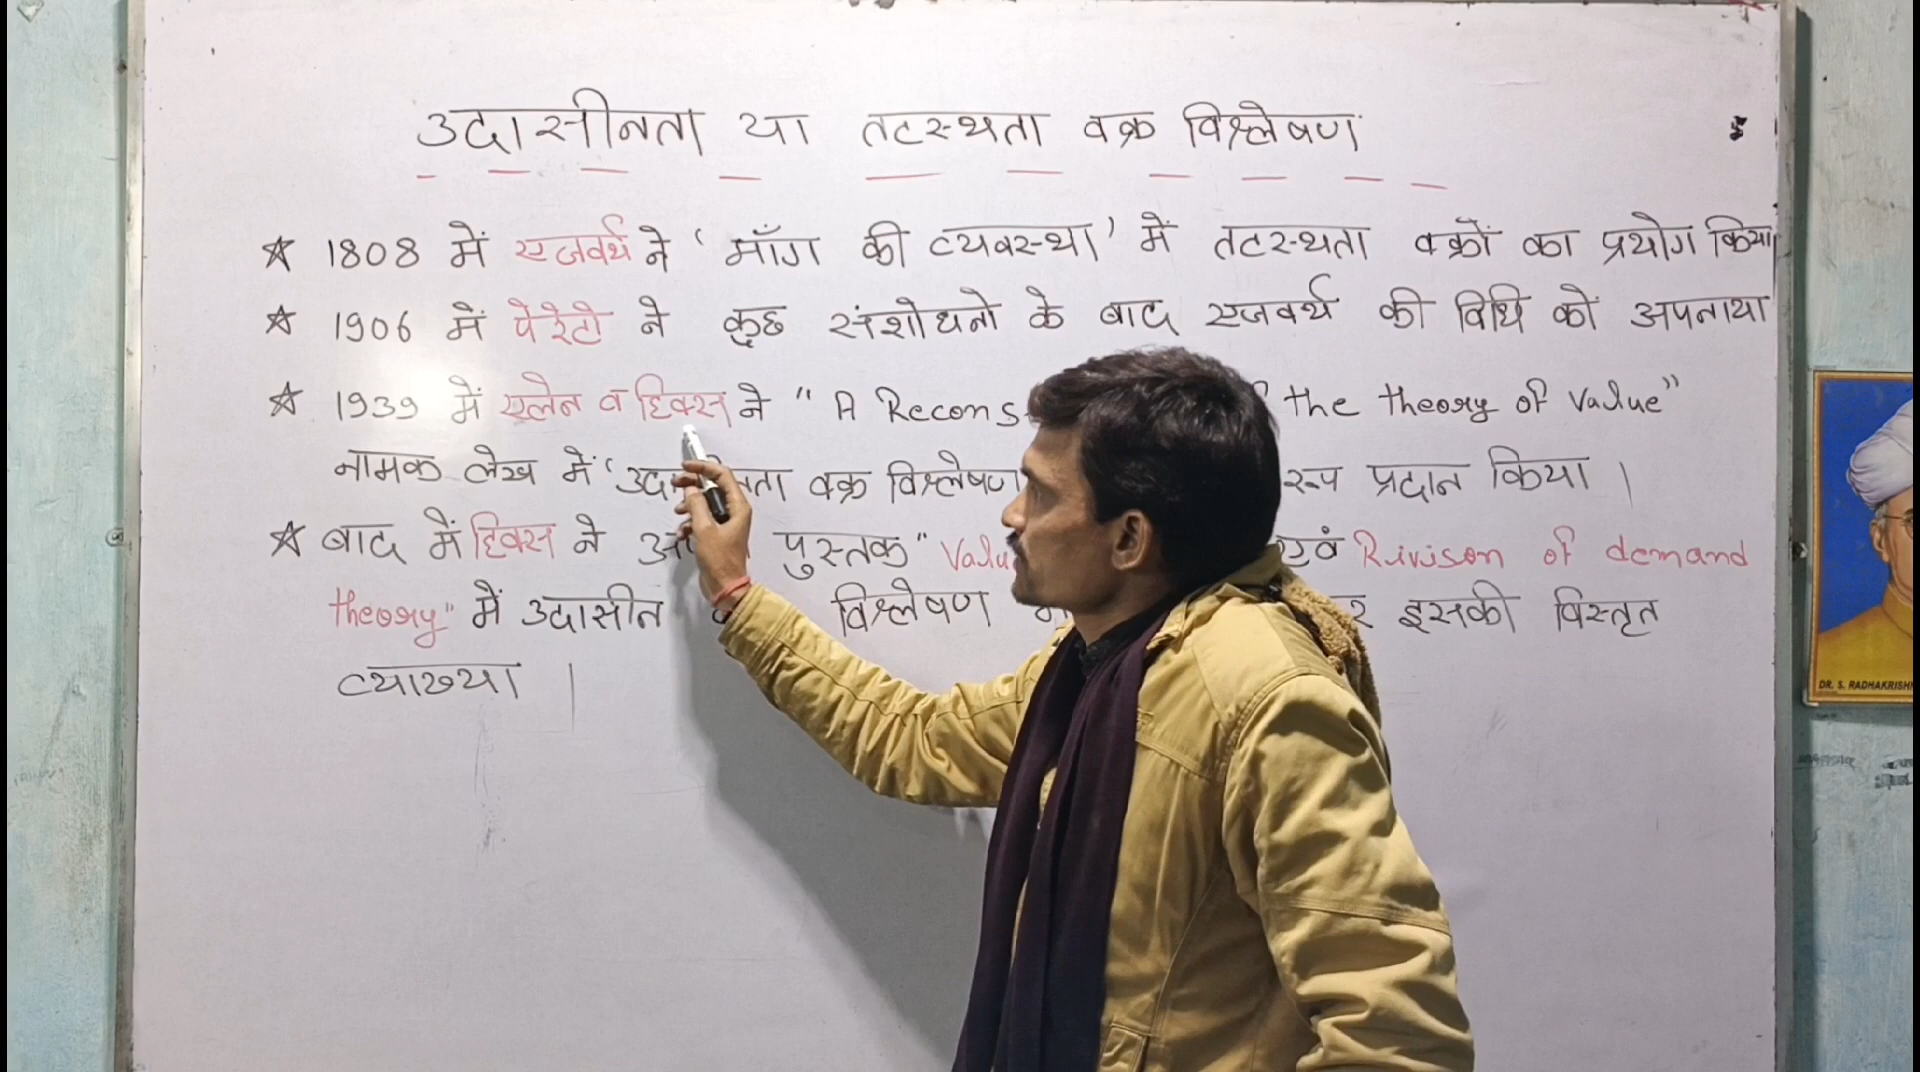 उदासीनता या तटस्थता वक्र विश्लेषण
★ 1808 में एजवर्थ ने ‘माँग की व्यवस्था’ में तटस्थता वक्रों का प्रयोग किया
★ 1906 में पेरेटो ने कुछ संशोधनो के बाद एजवर्थ की विधि को अपनाया
★ 1939 में एलेन व हिक्स ने “A Recons the theory of Value”
नामक लेख में ‘उदा नता वक्र विश्लेषण रूप प्रदान किया।
★ बाद में हिक्स ने पुस्तक “Valu एवं Rivison of demand
theory” में उदासीन विश्लेषण इसकी विस्तृत
व्याख्या।
DR. S. RADHAKRISHN